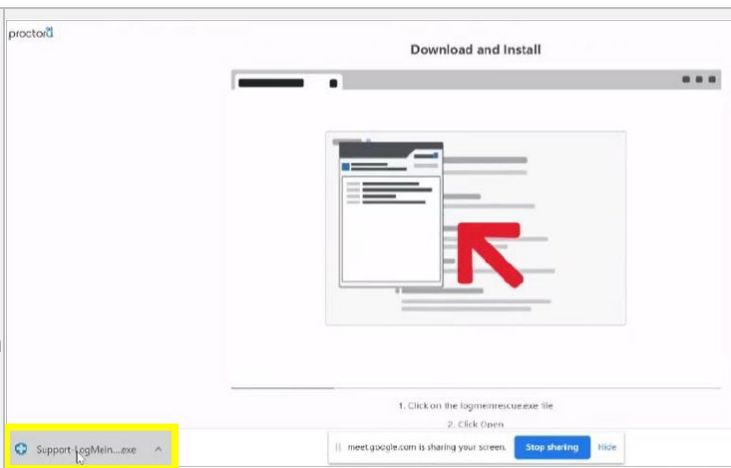 proctoru
Download and Install
1. Click on the logmeinrescue.exe file
2. Click Open
Support-LogMeIn...exe
meet.google.com is sharing your screen.
Stop sharing
Hide